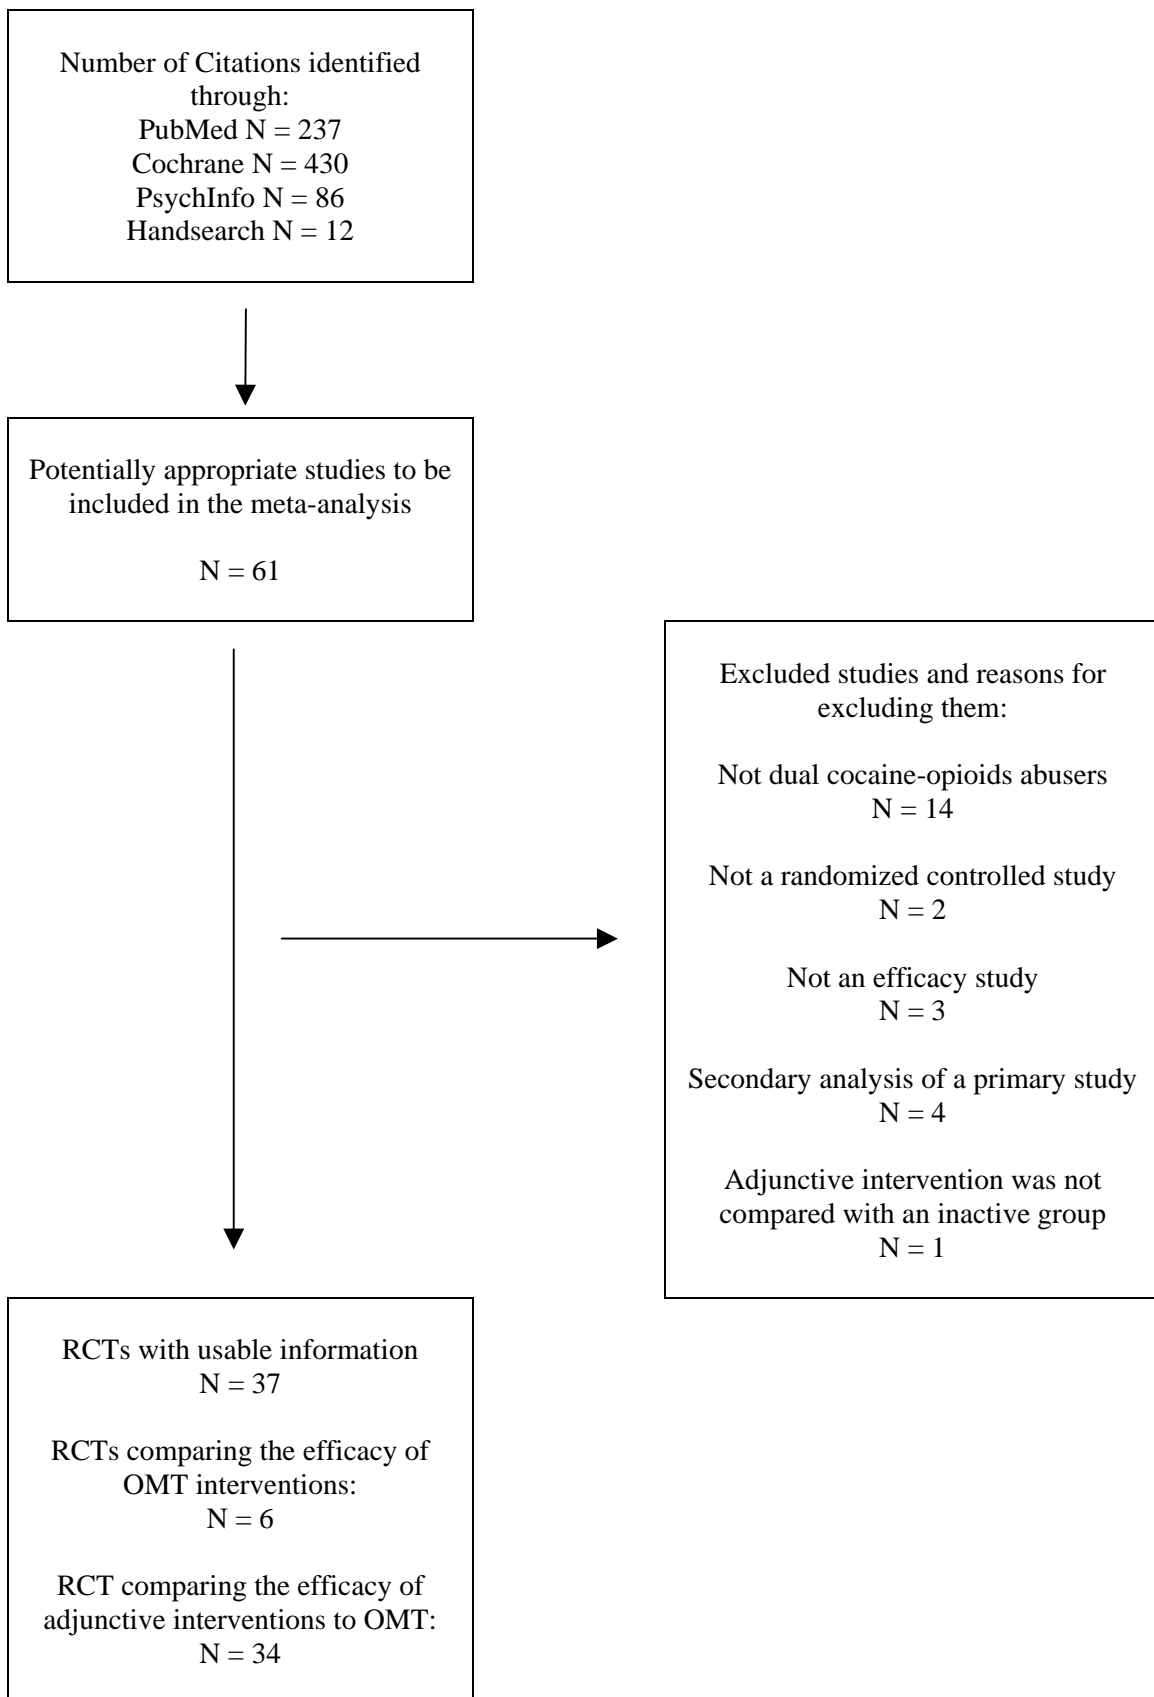 Number of Citations identified
through:
PubMed N = 237
Cochrane N = 430
PsychInfo N = 86
Handsearch N = 12
Potentially appropriate studies to be
included in the meta-analysis
N = 61
Excluded studies and reasons for
excluding them:
Not dual cocaine-opioids abusers
N = 14
Not a randomized controlled study
N = 2
Not an efficacy study
N = 3
Secondary analysis of a primary study
N = 4
Adjunctive intervention was not
compared with an inactive group
N = 1
RCTs with usable information
N = 37
RCTs comparing the efficacy of
OMT interventions:
N = 6
RCT comparing the efficacy of
adjunctive interventions to OMT:
N = 34